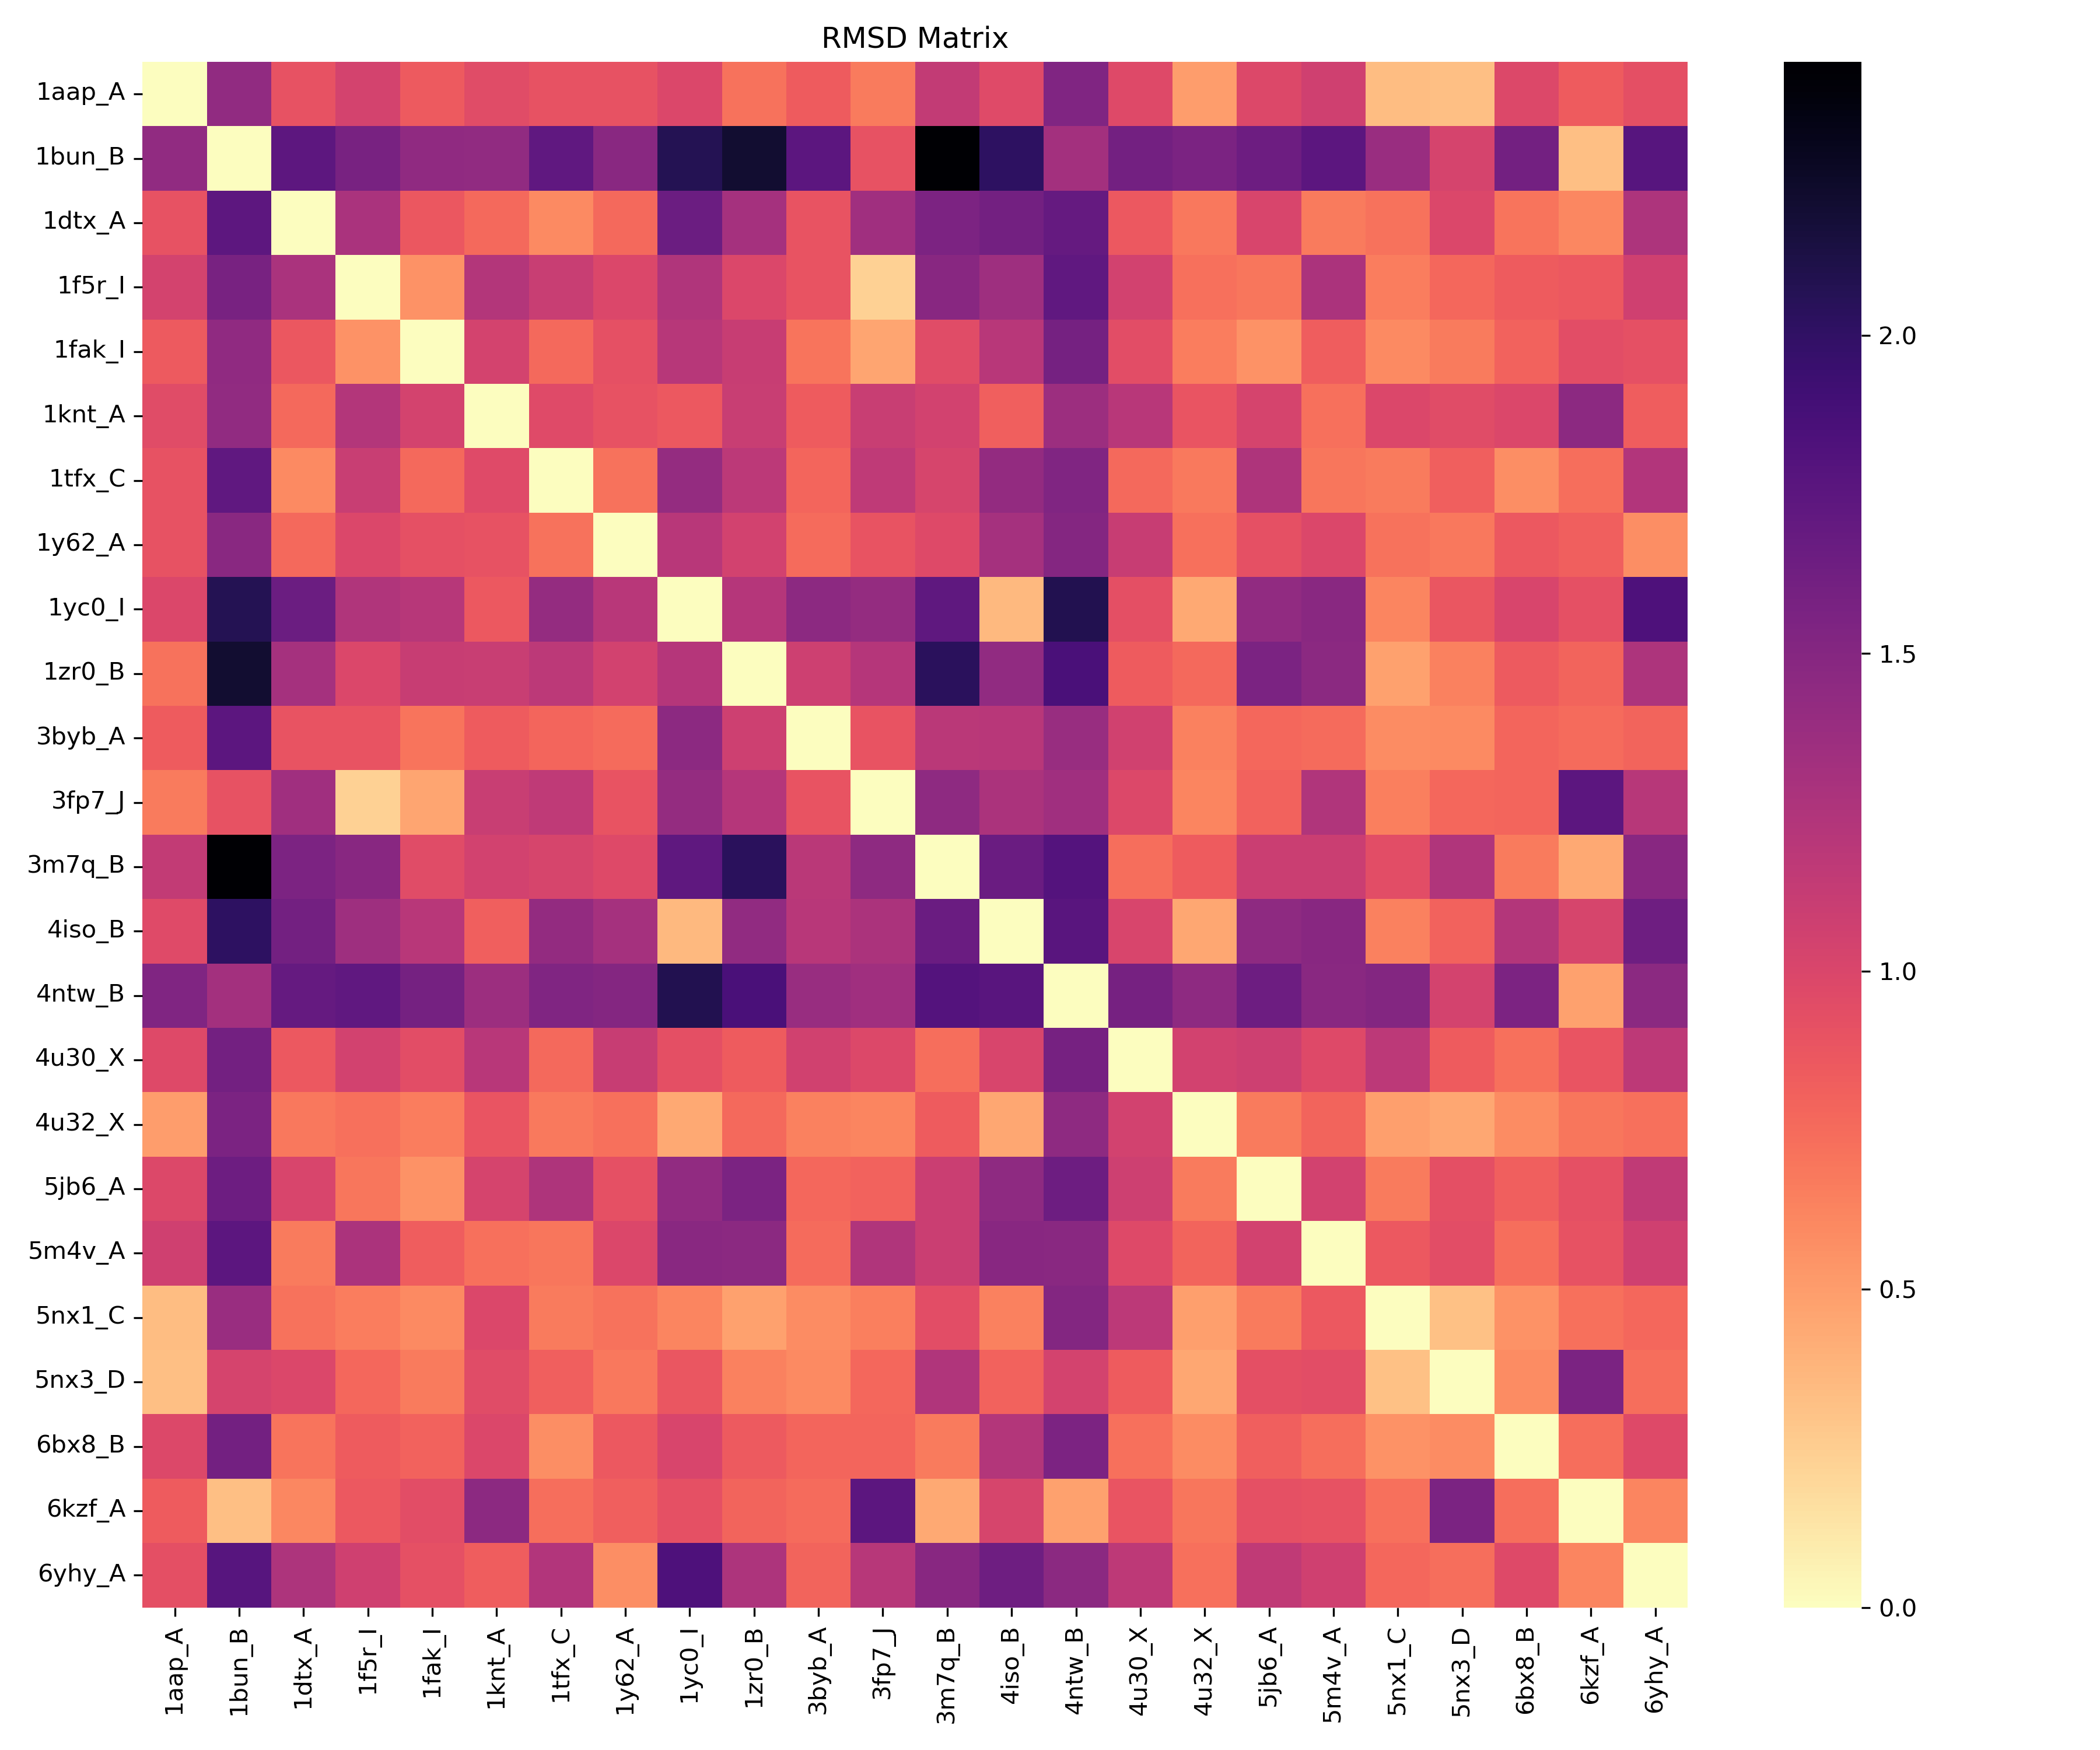 RMSD Matrix
1aap_A
1bun_B
1dtx_A
1f5r_I
1fak_I
1knt_A
1tfx_C
1y62_A
1yc0_I
1zr0_B
3byb_A
3fp7_J
3m7q_B
4iso_B
4ntw_B
4u30_X
4u32_X
5jb6_A
5m4v_A
5nx1_C
5nx3_D
6bx8_B
6kzf_A
6yhy_A
1aap_A
1bun_B
1dtx_A
1f5r_I
1fak_I
1knt_A
1tfx_C
1y62_A
1yc0_I
1zr0_B
3byb_A
3fp7_J
3m7q_B
4iso_B
4ntw_B
4u30_X
4u32_X
5jb6_A
5m4v_A
5nx1_C
5nx3_D
6bx8_B
6kzf_A
6yhy_A
2.0
1.5
1.0
0.5
0.0